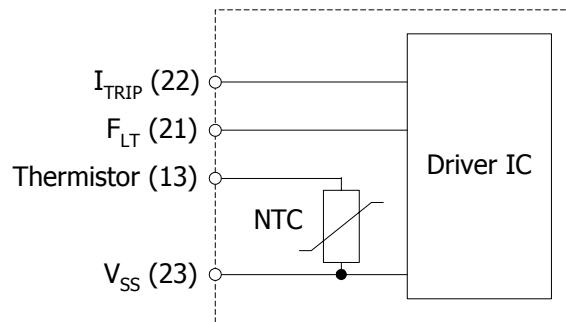 I_TRIP (22)
F_LT (21)
Thermistor (13)
Driver IC
NTC
V_SS (23)